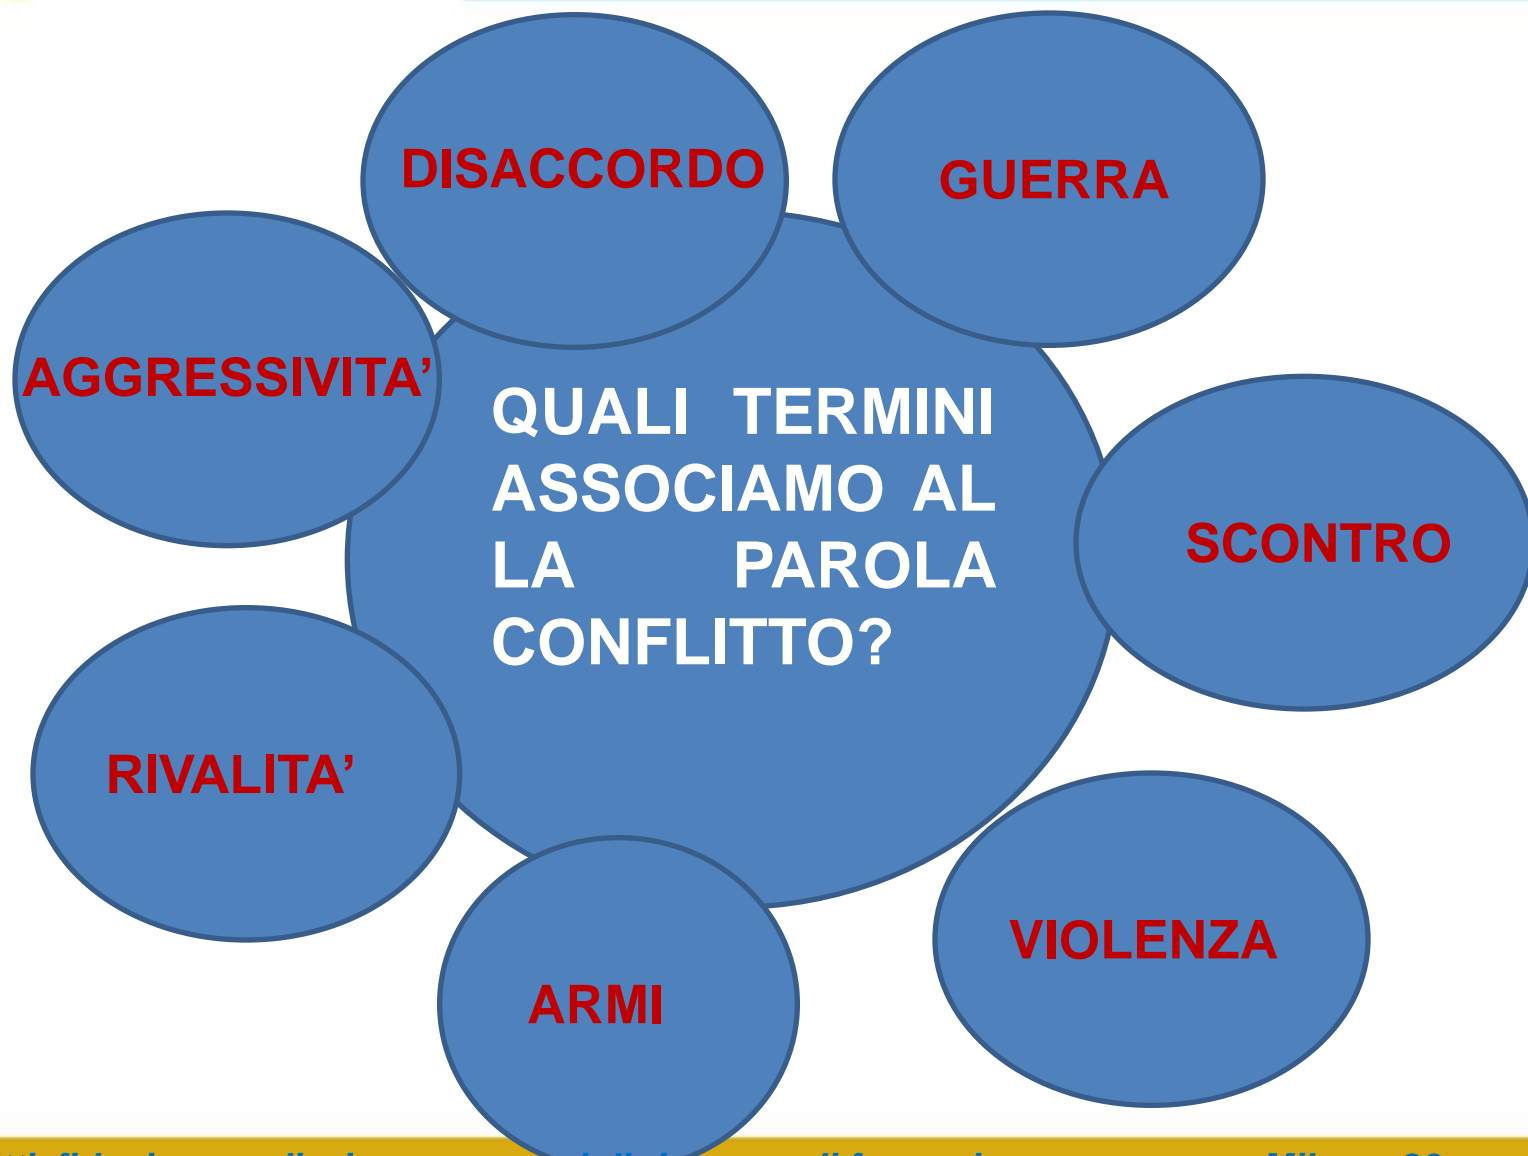 DISACCORDO
GUERRA
AGGRESSIVITA’
QUALI TERMINI
ASSOCIAMO AL
LA PAROLA
CONFLITTO?
SCONTRO
RIVALITA’
VIOLENZA
ARMI